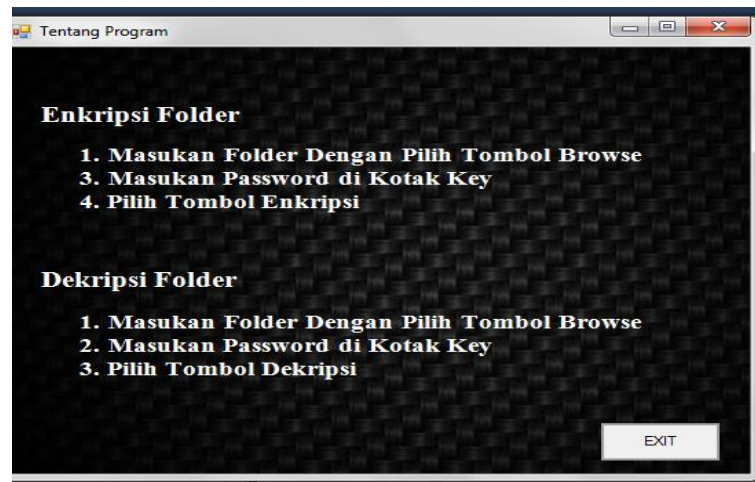 Tentang Program
Enkripsi Folder
1. Masukan Folder Dengan Pilih Tombol Browse
3. Masukan Password di Kotak Key
4. Pilih Tombol Enkripsi
Dekripsi Folder
1. Masukan Folder Dengan Pilih Tombol Browse
2. Masukan Password di Kotak Key
3. Pilih Tombol Dekripsi
EXIT